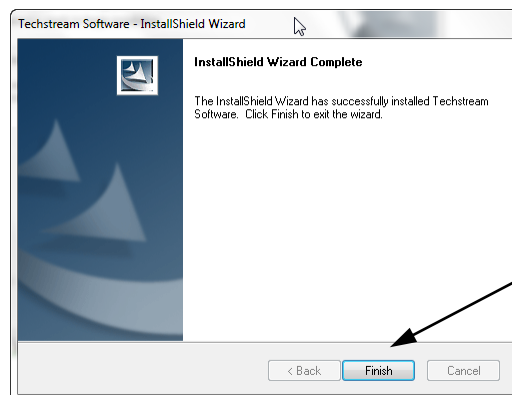 Techstream Software - InstallShield Wizard
InstallShield Wizard Complete
The InstallShield Wizard has successfully installed Techstream
Software. Click Finish to exit the wizard.
< Back
Finish
Cancel